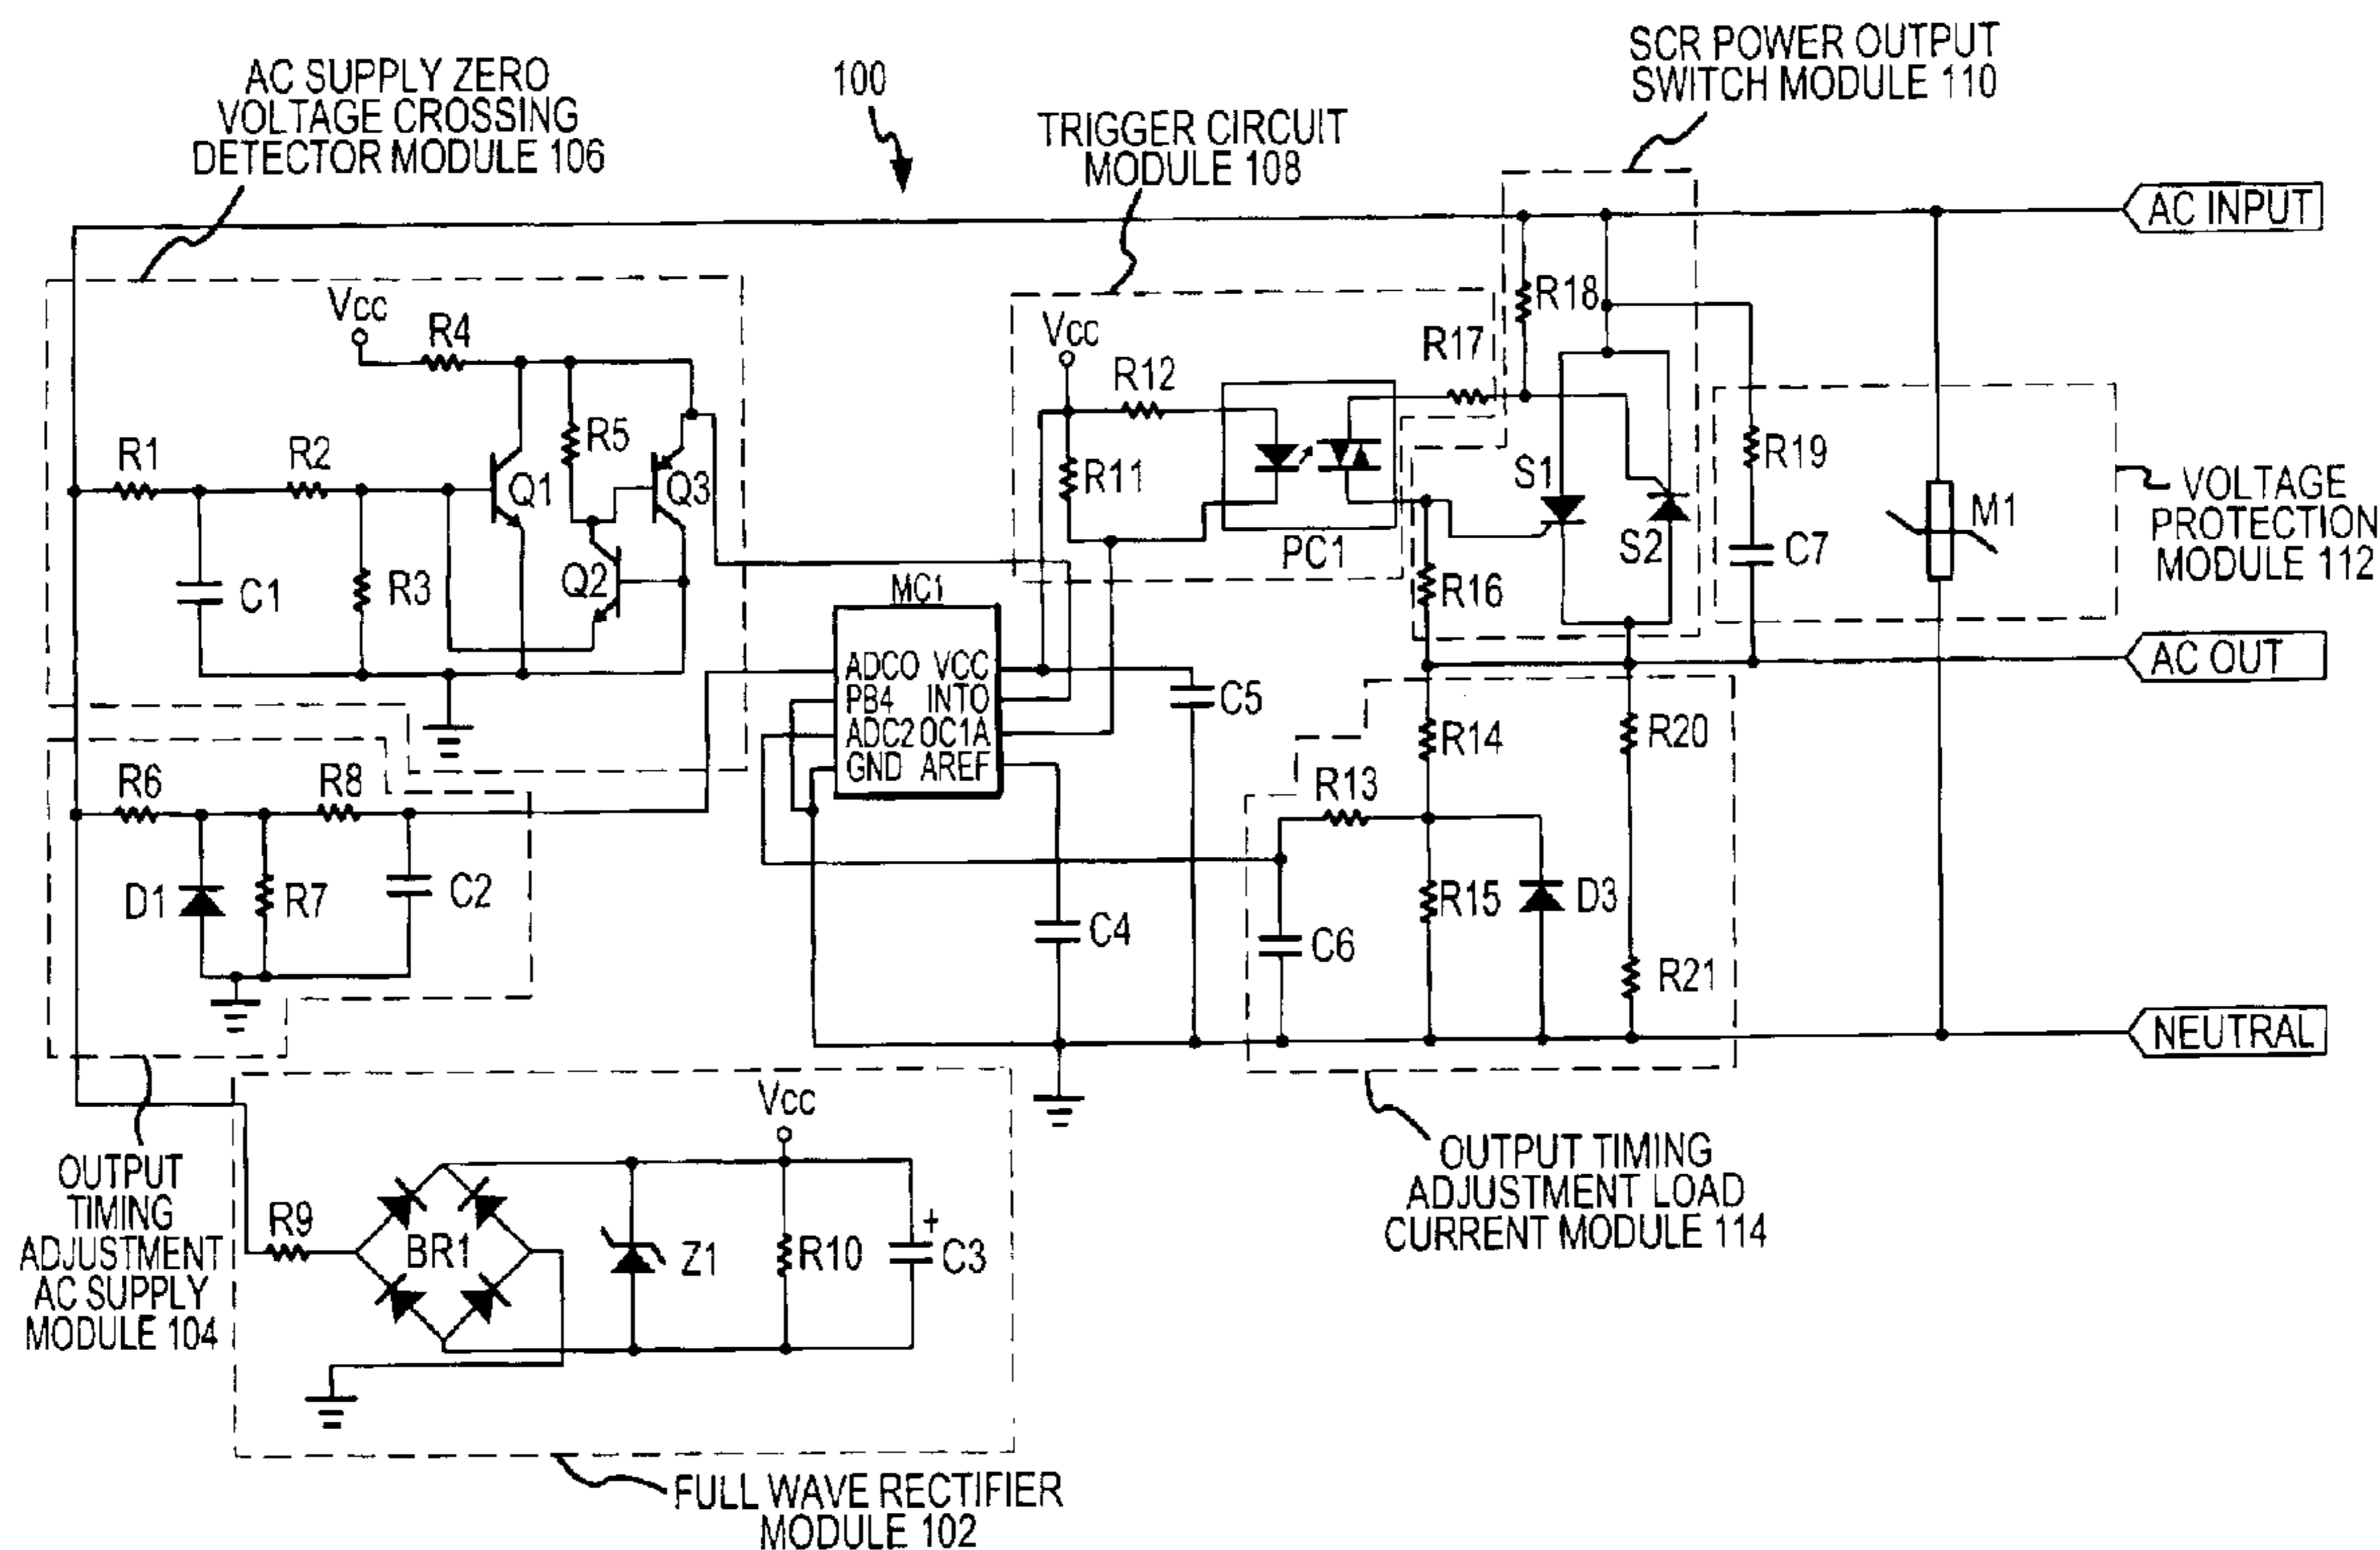 SCR POWER OUTPUT
SWITCH MODULE 110
AC SUPPLY ZERO
VOLTAGE CROSSING
DETECTOR MODULE 106
100
TRIGGER CIRCUIT
MODULE 108
AC INPUT
Vcc
R4
R1
R2
R5
Q1
Q3
Q2
C1
R3
Vcc
R12
R17
R18
R11
PC1
S1
S2
R16
R19
C7
M1
VOLTAGE
PROTECTION
MODULE 112
MC1
ADC0 VCC
PB4 INT0
ADC2 OC1A
GND AREF
C5
AC OUT
R14
R20
R13
R15
D3
C6
R21
C4
NEUTRAL
R6
R8
D1
R7
C2
OUTPUT
TIMING
ADJUSTMENT
AC SUPPLY
MODULE 104
Vcc
R9
BR1
Z1
R10
+
C3
OUTPUT TIMING
ADJUSTMENT LOAD
CURRENT MODULE 114
FULL WAVE RECTIFIER
MODULE 102